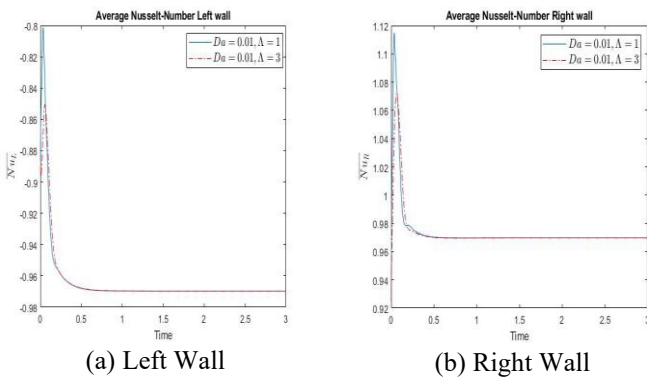 Average Nusselt-Number Left wall
Da = 0.01, Λ = 1
Da = 0.01, Λ = 3
-0.8
-0.82
-0.84
-0.86
-0.88
-0.9
-0.92
-0.94
-0.96
-0.98
Nu_L
0 0.5 1 1.5 2 2.5 3
Time
(a) Left Wall
Average Nusselt-Number Right wall
Da = 0.01, Λ = 1
Da = 0.01, Λ = 3
1.12
1.1
1.08
1.06
1.04
1.02
1
0.98
0.96
0.94
0.92
Nu_R
0 0.5 1 1.5 2 2.5 3
Time
(b) Right Wall